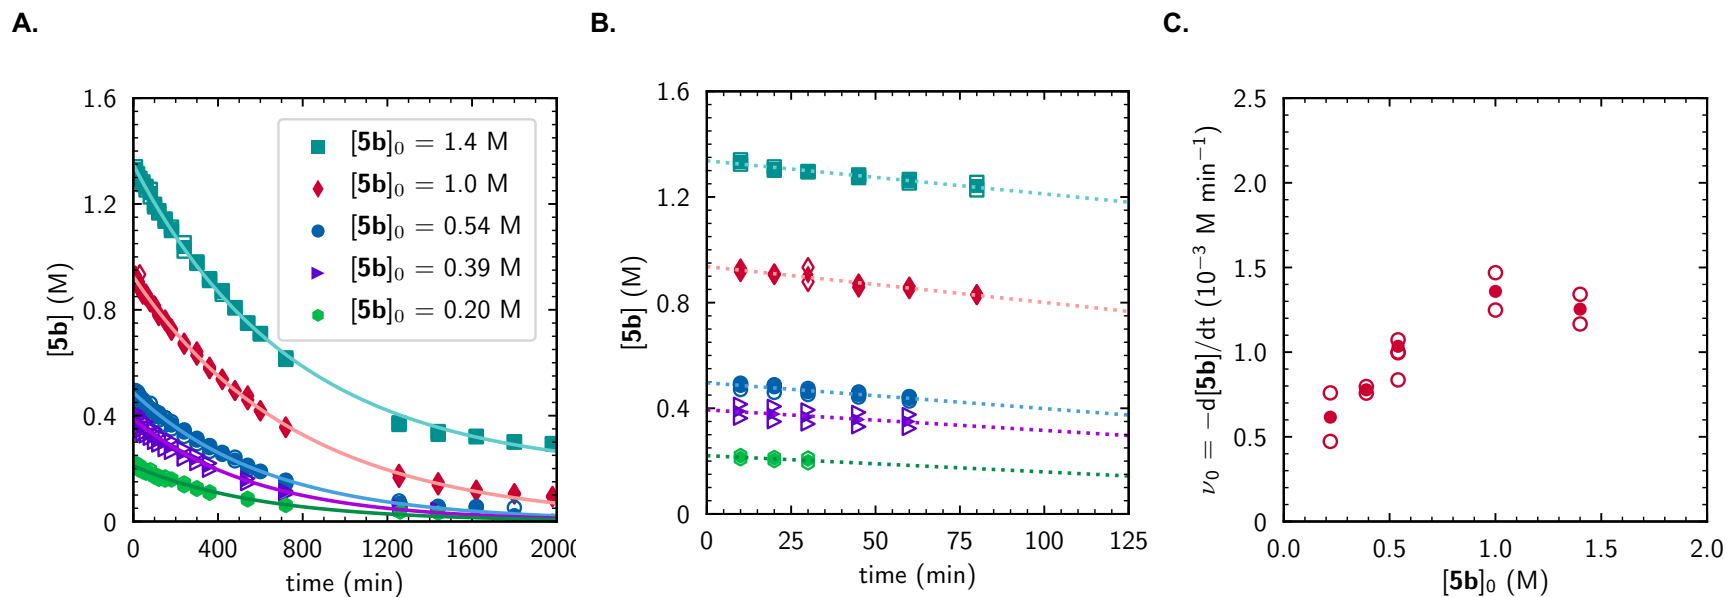 A.
[5b] (M)
1.6
1.2
0.8
0.4
0
[5b]₀ = 1.4 M
[5b]₀ = 1.0 M
[5b]₀ = 0.54 M
[5b]₀ = 0.39 M
[5b]₀ = 0.20 M
0 400 800 1200 1600 2000
time (min)
B.
[5b] (M)
1.6
1.2
0.8
0.4
0
0 25 50 75 100 125
time (min)
C.
ν₀ = −d[5b]/dt (10⁻³ M min⁻¹)
2.5
2.0
1.5
1.0
0.5
0
0.0 0.5 1.0 1.5 2.0
[5b]₀ (M)